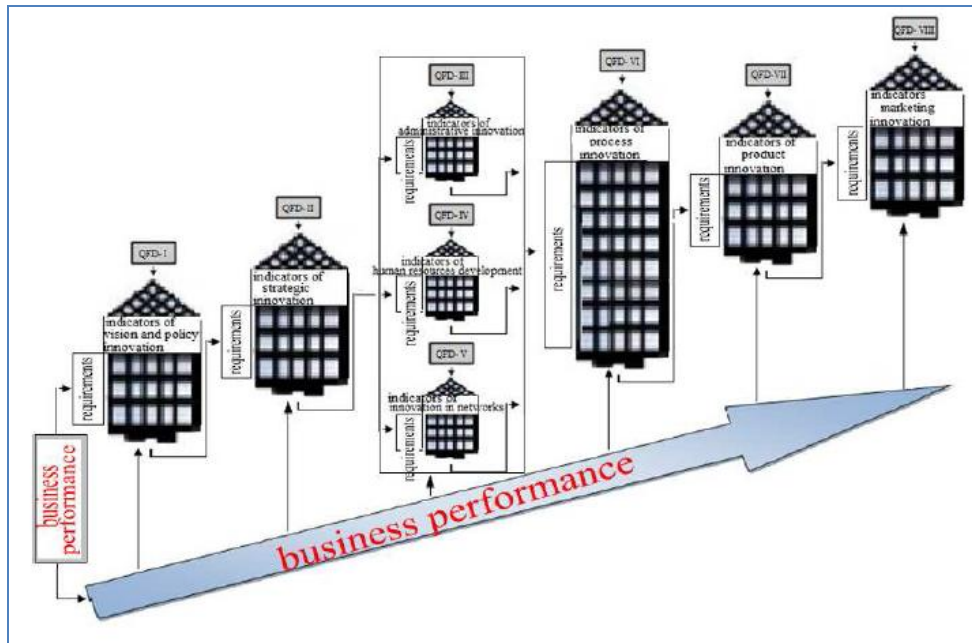 QFD-I
indicators of
vision and policy
innovation
requirements
business
performance
QFD-II
indicators of
strategic
innovation
requirements
QFD-III
indicators of
administrative innovation
requirements
QFD-IV
indicators of
human resources development
requirements
QFD-V
indicators of
innovation in networks
requirements
QFD-VI
indicators of
process
innovation
requirements
QFD-VII
indicators of
product
innovation
requirements
QFD-VIII
indicators
marketing
innovation
requirements
business performance